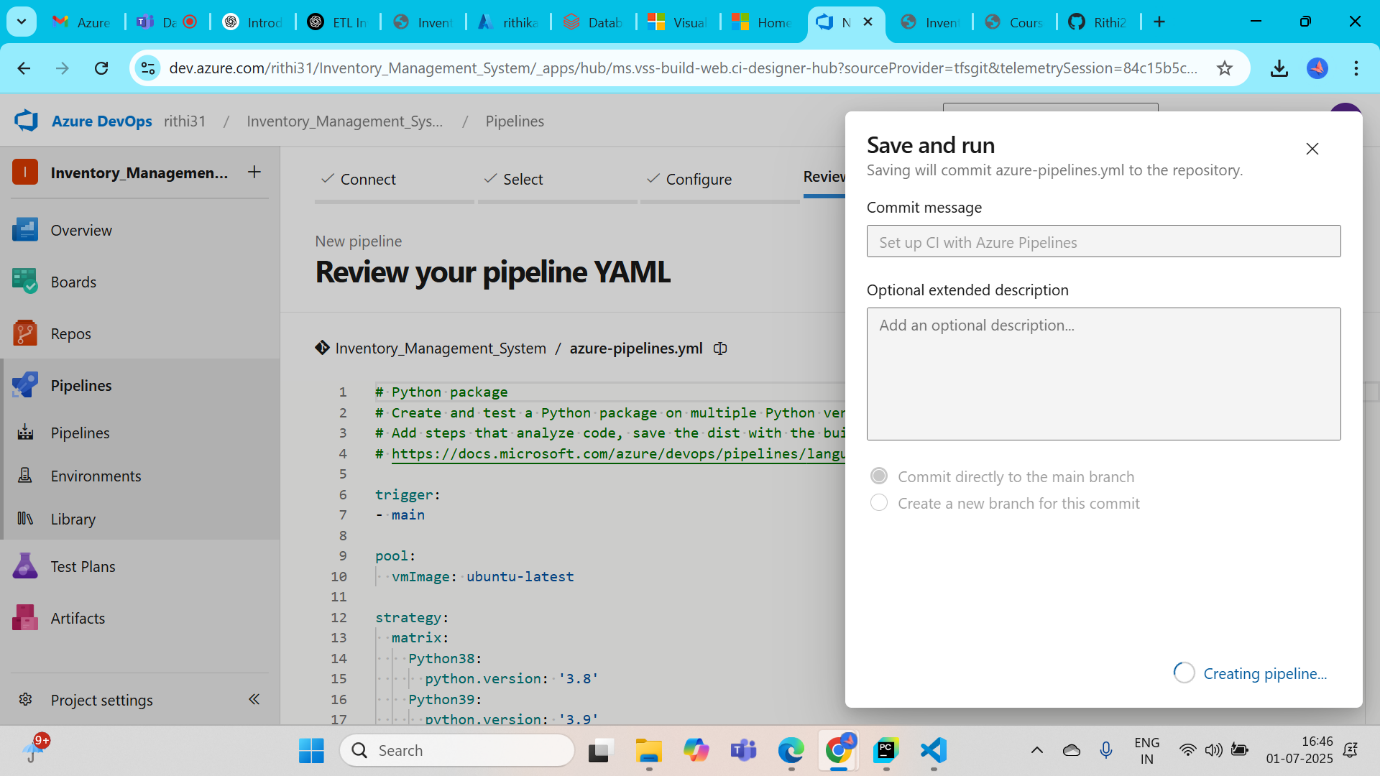 Azure
Da
Introd
ETL In
Invent
rithika
Datab
Visual
Home
N
Invent
Cours
Rithi2
dev.azure.com/rithi31/Inventory_Management_System/_apps/hub/ms.vss-build-web.ci-designer-hub?sourceProvider=tfsgit&telemetrySession=84c15b5c...
Azure DevOps rithi31 / Inventory_Management_Sys... / Pipelines
I Inventory_Managemen... +
Overview
Boards
Repos
Pipelines
Pipelines
Environments
Library
Test Plans
Artifacts
Project settings
Connect
Select
Configure
Review
New pipeline
Review your pipeline YAML
Inventory_Management_System / azure-pipelines.yml
1 # Python package
2 # Create and test a Python package on multiple Python ver
3 # Add steps that analyze code, save the dist with the bui
4 # https://docs.microsoft.com/azure/devops/pipelines/langu
5
6 trigger:
7 - main
8
9 pool:
10 vmImage: ubuntu-latest
11
12 strategy:
13 matrix:
14 Python38:
15 python.version: '3.8'
16 Python39:
17 python.version: '3.9'
Save and run
Saving will commit azure-pipelines.yml to the repository.
Commit message
Set up CI with Azure Pipelines
Optional extended description
Add an optional description...
Commit directly to the main branch
Create a new branch for this commit
Creating pipeline...
9+
Search
PC
ENG
IN
16:46
01-07-2025